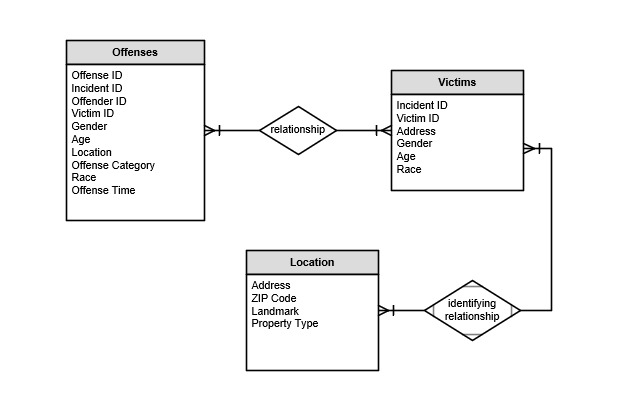 Offenses
Offense ID
Incident ID
Offender ID
Victim ID
Gender
Age
Location
Offense Category
Race
Offense Time
relationship
Victims
Incident ID
Victim ID
Address
Gender
Age
Race
Location
Address
ZIP Code
Landmark
Property Type
identifying
relationship